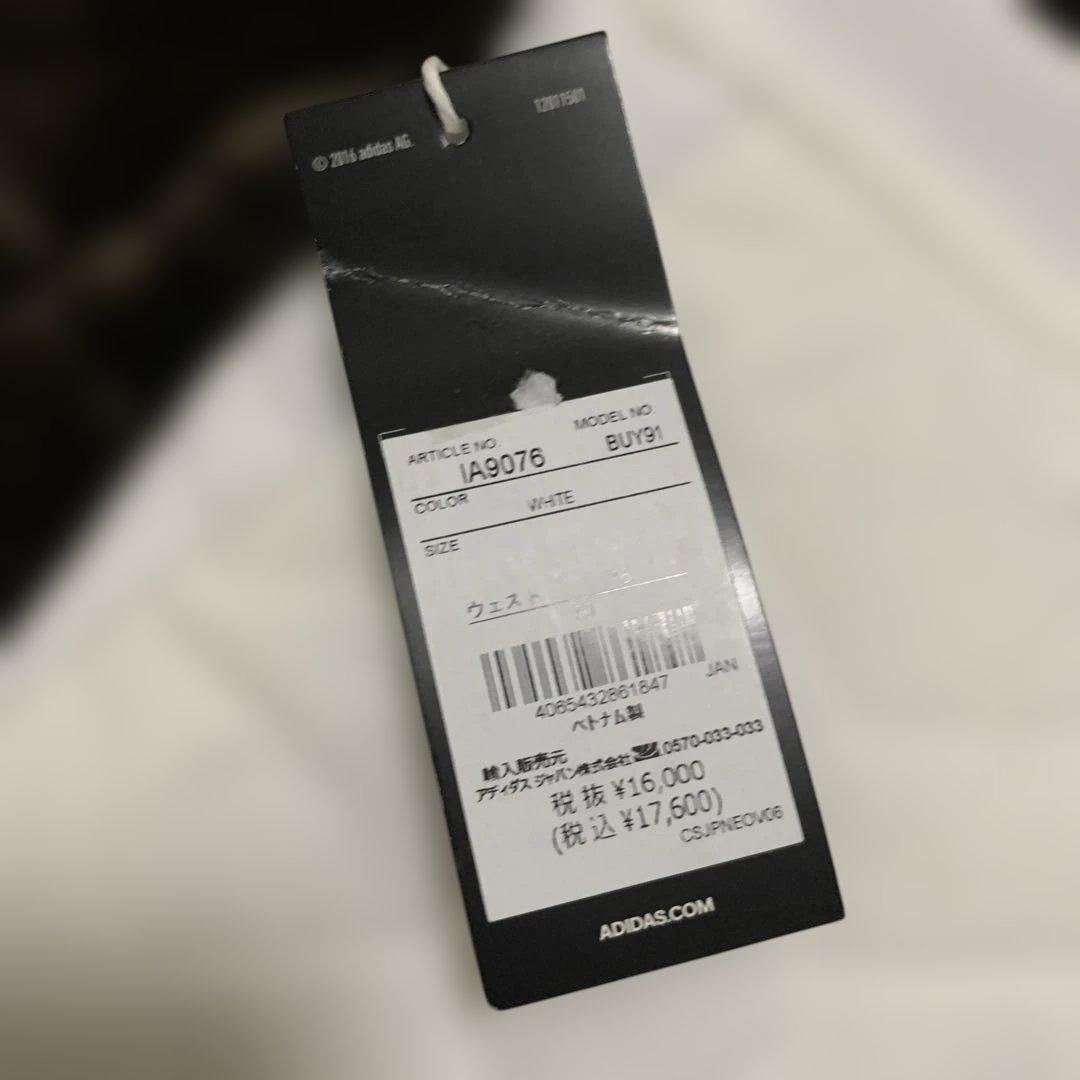 © 2016 adidas AG.
12011501
ARTICLE NO. MODEL NO.
IA9076 BUY91
COLOR WHITE
SIZE
ウェスト
4065432861847 JAN
ベトナム製
輸入販売元
アディダス ジャパン株式会社 0570-033-033
税抜 ¥16,000
(税込 ¥17,600)
CSJPNEOV06
ADIDAS.COM